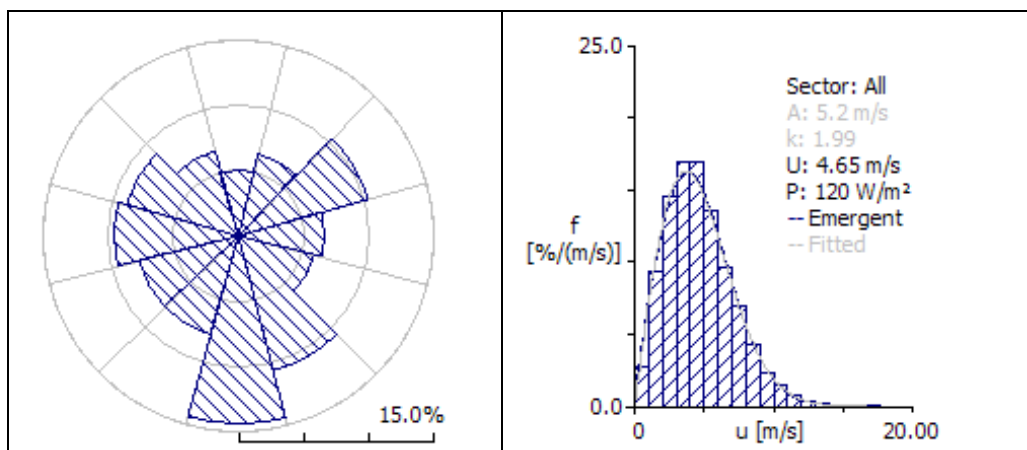 15.0%
25.0
Sector: All
A: 5.2 m/s
k: 1.99
U: 4.65 m/s
P: 120 W/m²
-- Emergent
-- Fitted
f
[%/(m/s)]
0.0
0 u [m/s] 20.00